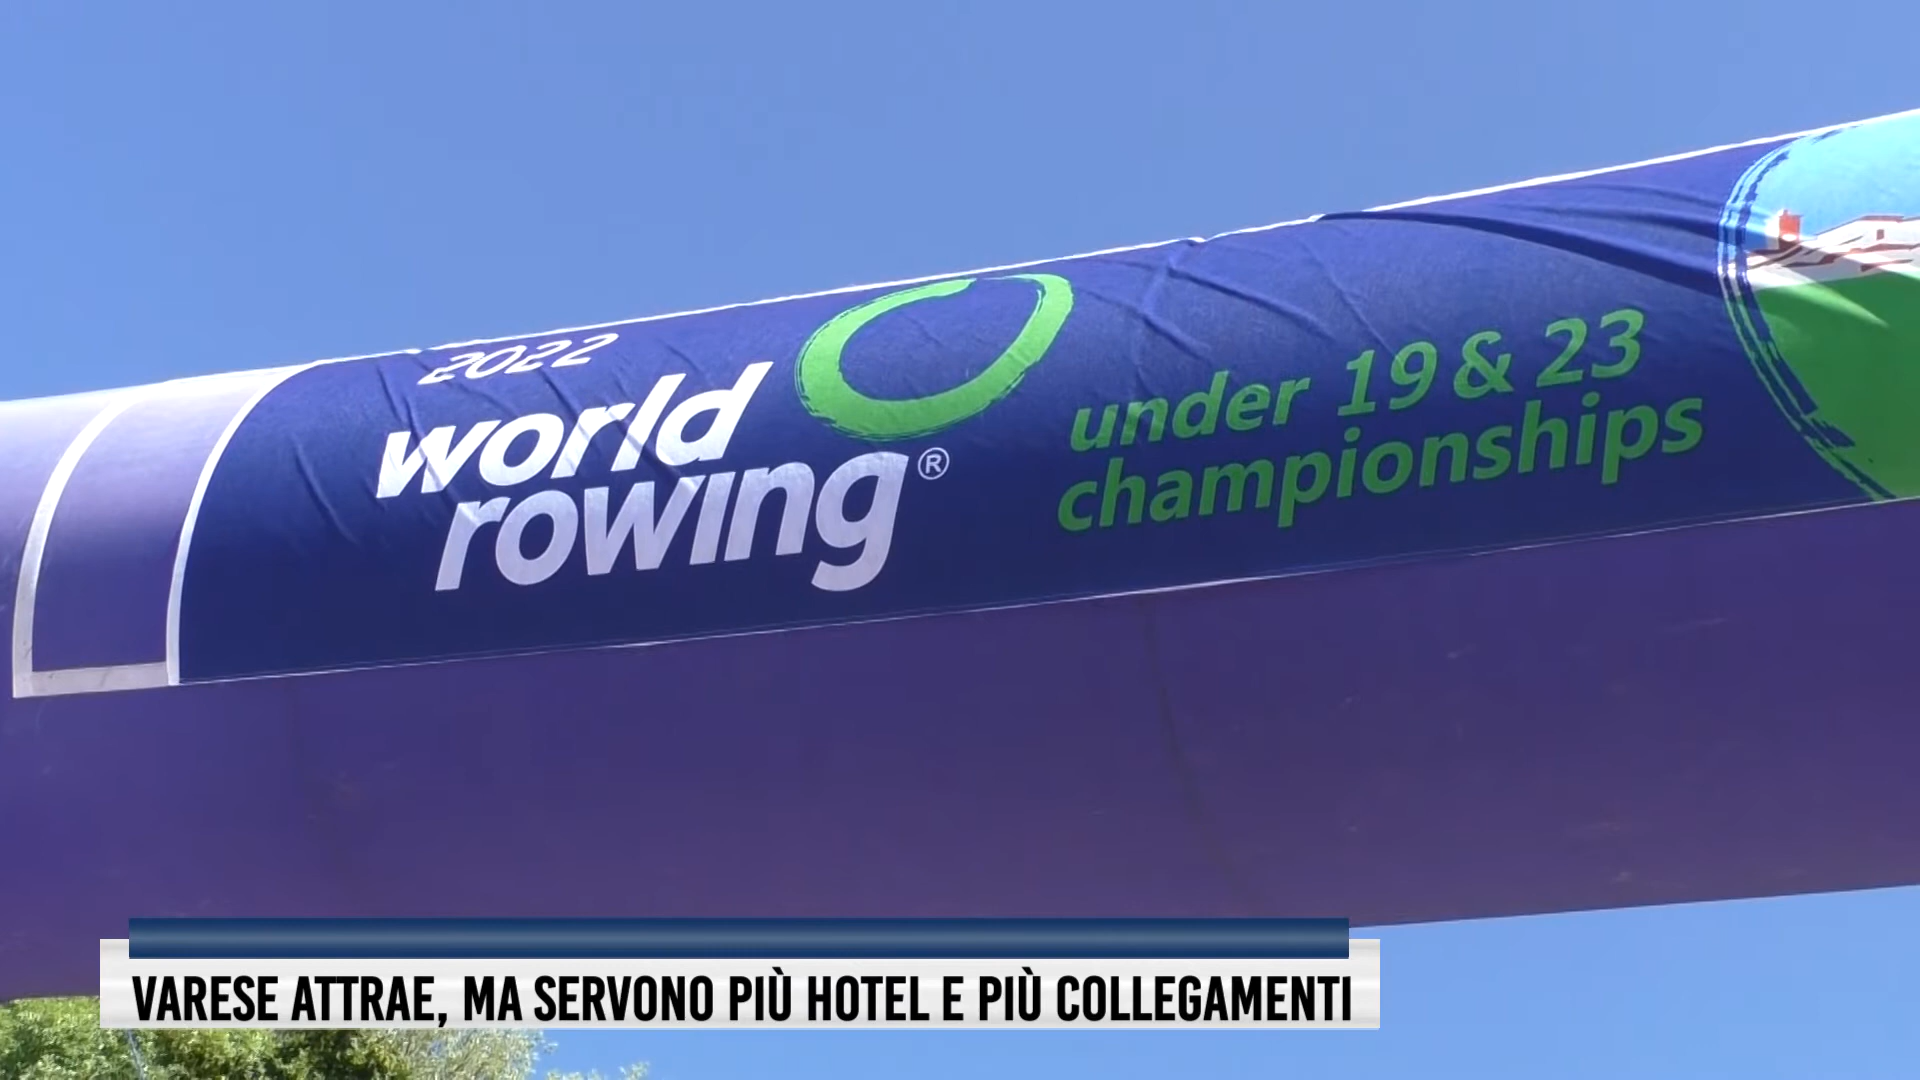 2022
world
rowing®
under 19 & 23
championships
VARESE ATTRAE, MA SERVONO PIÙ HOTEL E PIÙ COLLEGAMENTI